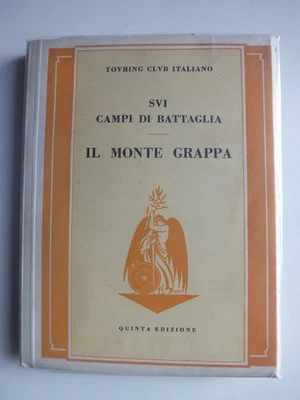 TOVRING CLVB ITALIANO
SVI
CAMPI DI BATTAGLIA
IL MONTE GRAPPA
QUINTA EDIZIONE